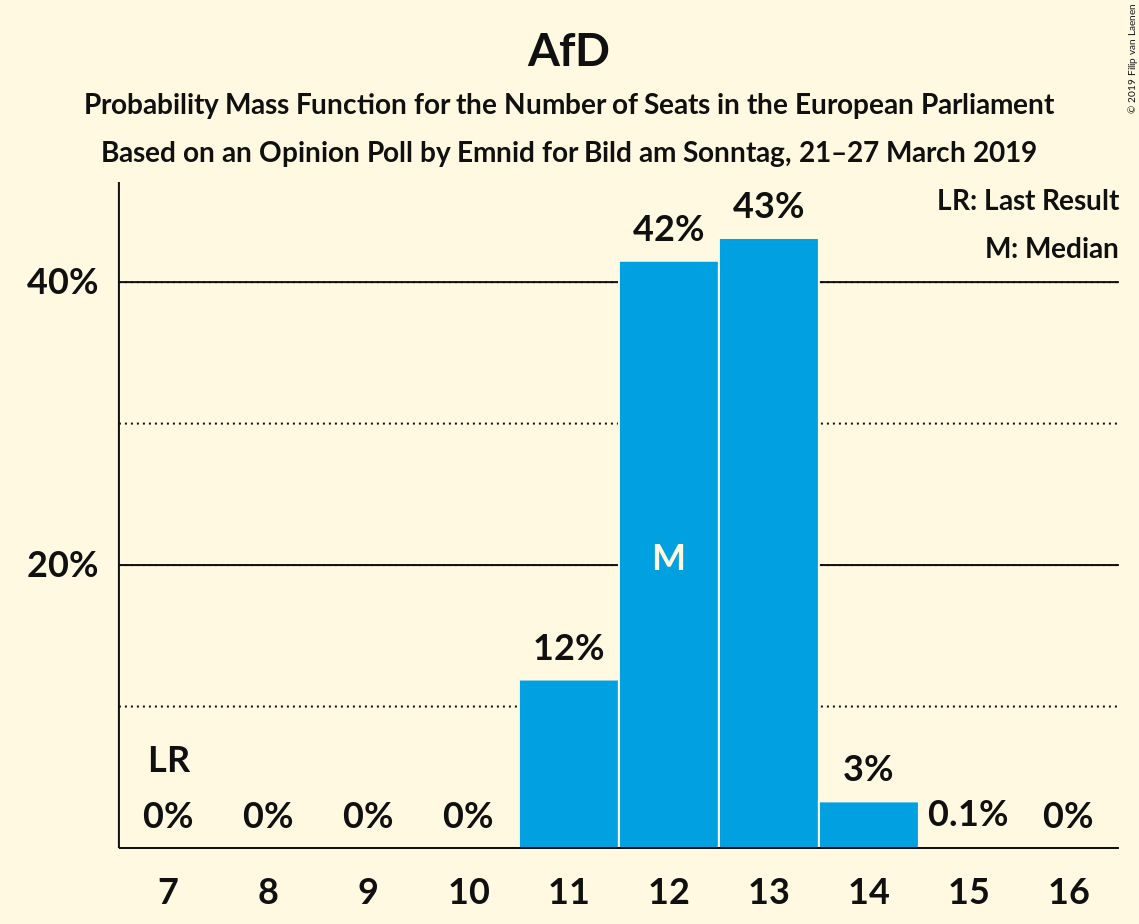 © 2019 Filip van Laenen
AfD
Probability Mass Function for the Number of Seats in the European Parliament
Based on an Opinion Poll by Emnid for Bild am Sonntag, 21–27 March 2019
LR: Last Result
M: Median
40%
20%
LR
0%
0%
0%
0%
12%
42%
M
43%
3%
0.1%
0%
7 8 9 10 11 12 13 14 15 16